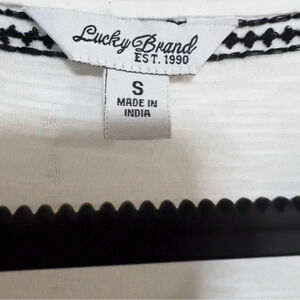 Lucky Brand
EST. 1990
S
MADE IN
INDIA